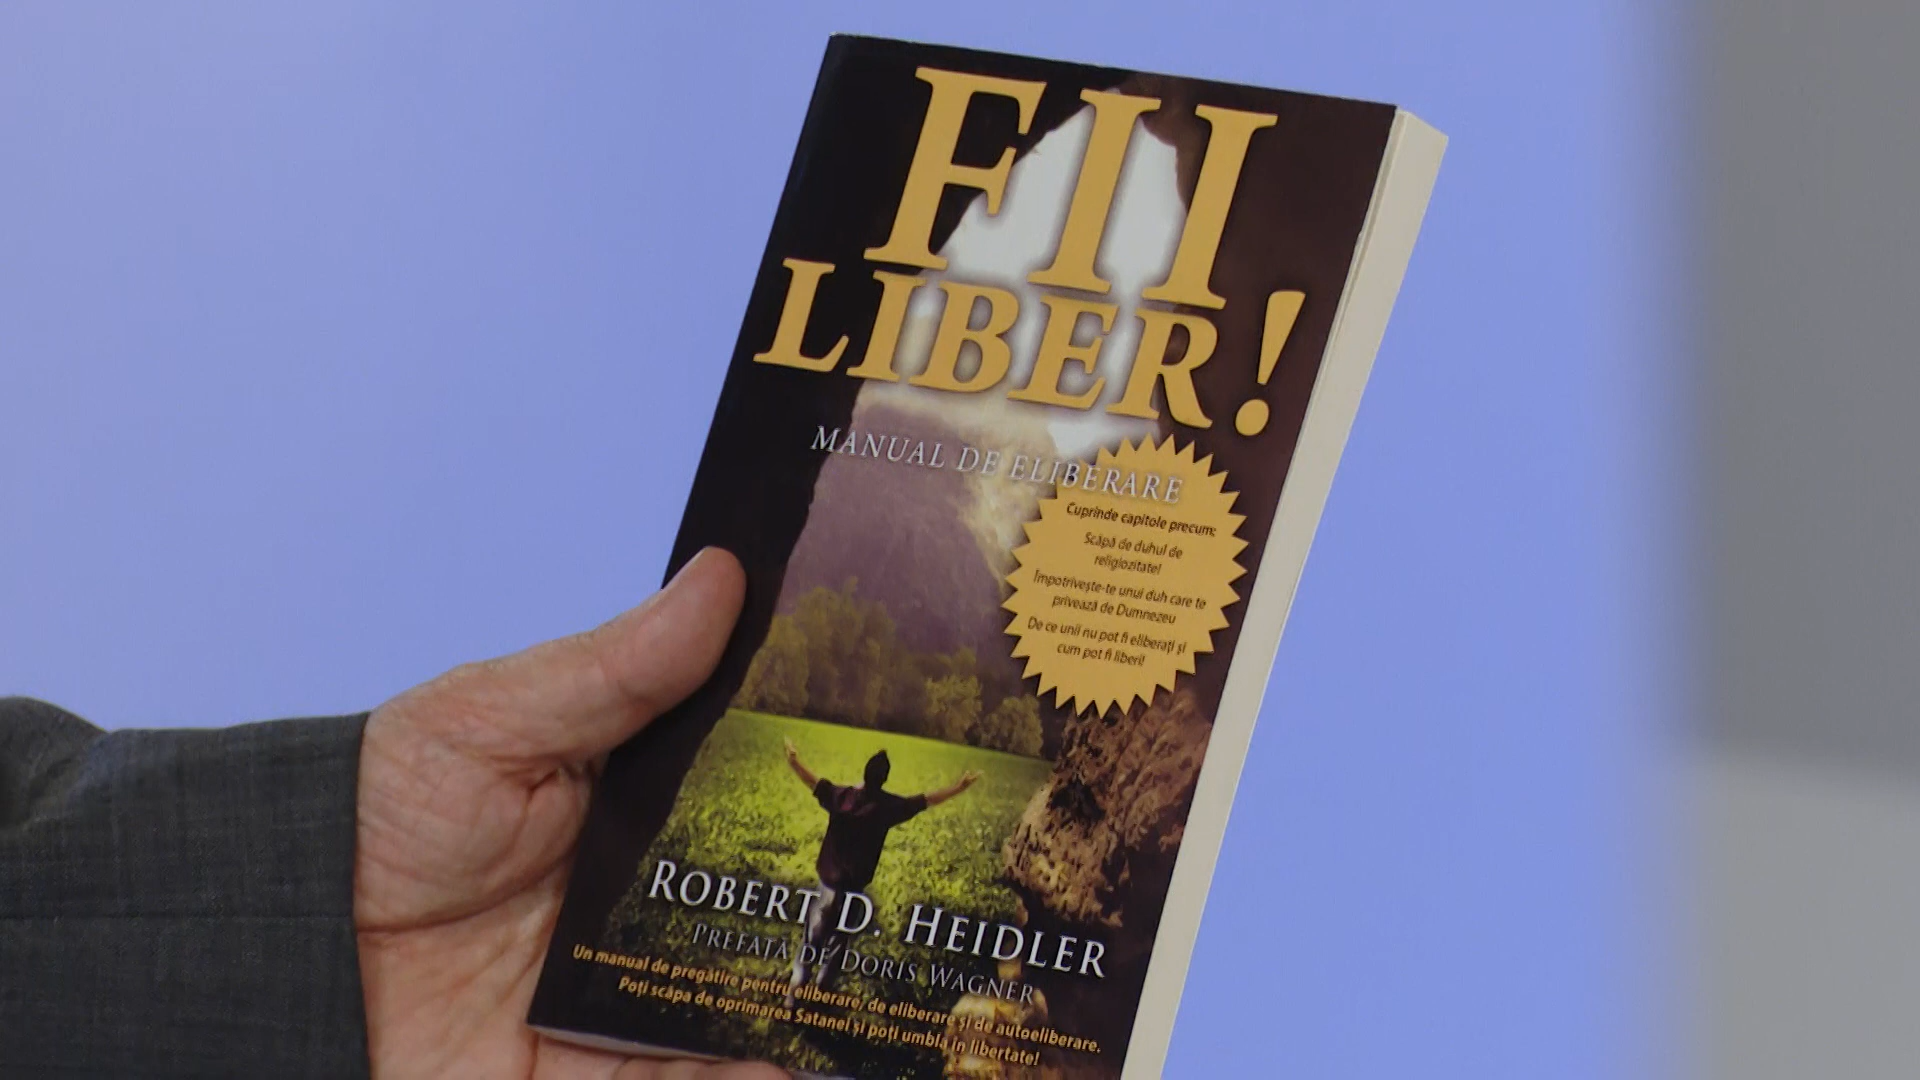 FII
LIBER!
MANUAL DE ELIBERARE
Cuprinde capitole precum:
Scăpă de duhul de
religiozitate!
Împotrivește-te unui duh care te
privează de Dumnezeu
De ce unii nu pot fi eliberați și
cum pot fi liberi!
ROBERT D. HEIDLER
PREFAȚĂ DE DORIS WAGNER
Un manual de pregătire pentru eliberare, de eliberare și de autoeliberare.
Poți scăpa de oprimarea Satanei și poți umbla în libertate!